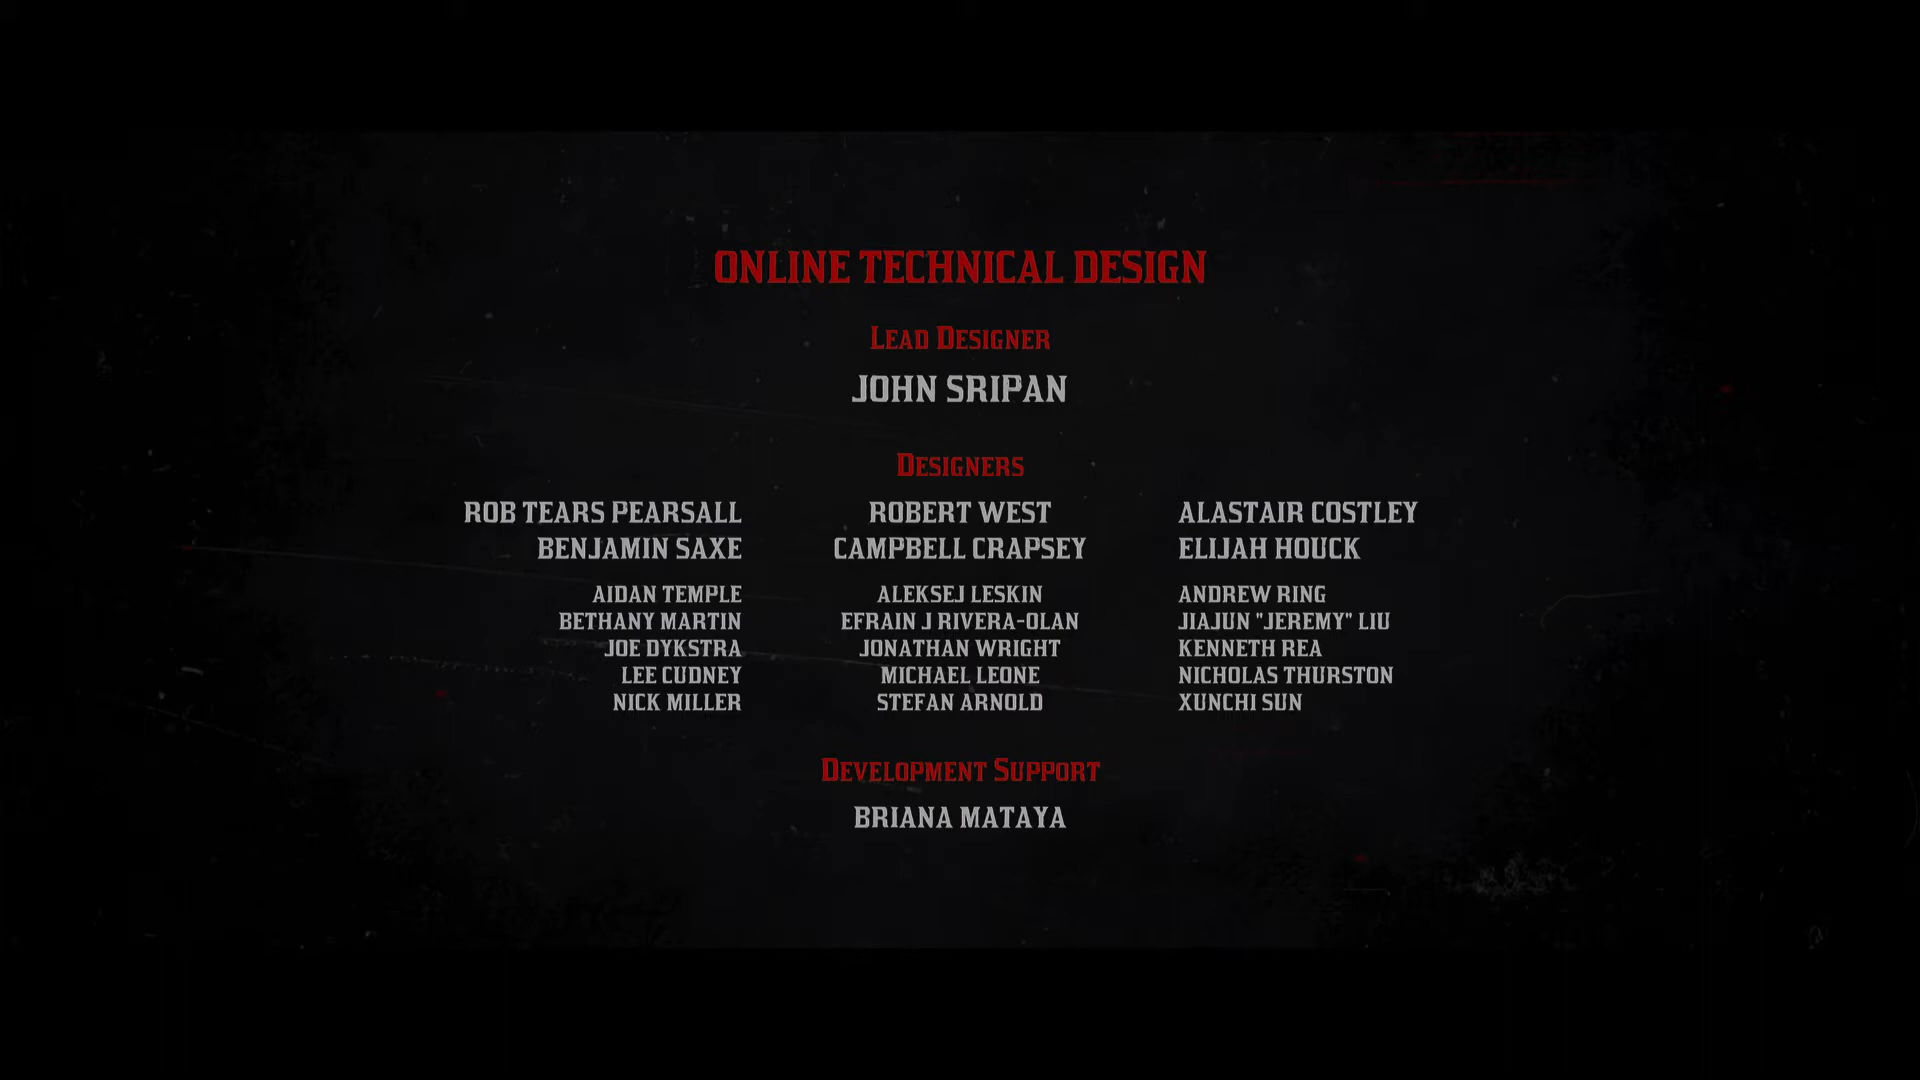 ONLINE TECHNICAL DESIGN
LEAD DESIGNER
JOHN SRIPAN
DESIGNERS
ROB TEARS PEARSALL ROBERT WEST ALASTAIR COSTLEY
BENJAMIN SAXE CAMPBELL CRAPSEY ELIJAH HOUCK
AIDAN TEMPLE ALEKSEJ LESKIN ANDREW RING
BETHANY MARTIN EFRAIN J RIVERA-OLAN JIAJUN "JEREMY" LIU
JOE DYKSTRA JONATHAN WRIGHT KENNETH REA
LEE CUDNEY MICHAEL LEONE NICHOLAS THURSTON
NICK MILLER STEFAN ARNOLD XUNCHI SUN
DEVELOPMENT SUPPORT
BRIANA MATAYA